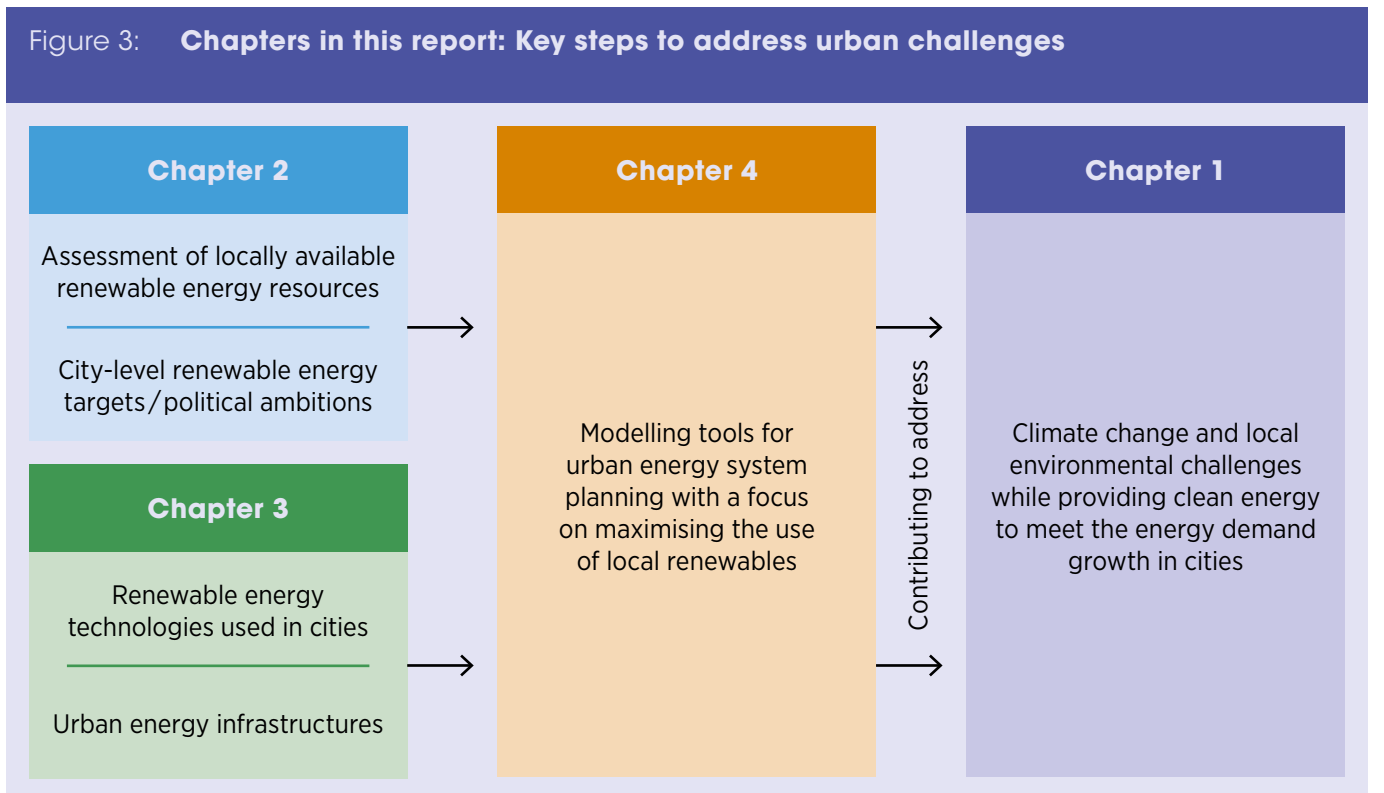 Figure 3: Chapters in this report: Key steps to address urban challenges
Chapter 2
Assessment of locally available
renewable energy resources
City-level renewable energy
targets/political ambitions
Chapter 3
Renewable energy
technologies used in cities
Urban energy infrastructures
Chapter 4
Modelling tools for
urban energy system
planning with a focus
on maximising the use
of local renewables
Contributing to address
Chapter 1
Climate change and local
environmental challenges
while providing clean energy
to meet the energy demand
growth in cities